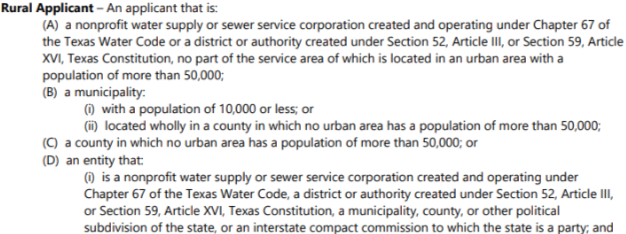 Rural Applicant – An applicant that is:
(A) a nonprofit water supply or sewer service corporation created and operating under Chapter 67 of
the Texas Water Code or a district or authority created under Section 52, Article III, or Section 59, Article
XVI, Texas Constitution, no part of the service area of which is located in an urban area with a
population of more than 50,000;
(B) a municipality:
(i) with a population of 10,000 or less; or
(ii) located wholly in a county in which no urban area has a population of more than 50,000;
(C) a county in which no urban area has a population of more than 50,000; or
(D) an entity that:
(i) is a nonprofit water supply or sewer service corporation created and operating under
Chapter 67 of the Texas Water Code, a district or authority created under Section 52, Article III,
or Section 59, Article XVI, Texas Constitution, a municipality, county, or other political
subdivision of the state, or an interstate compact commission to which the state is a party; and